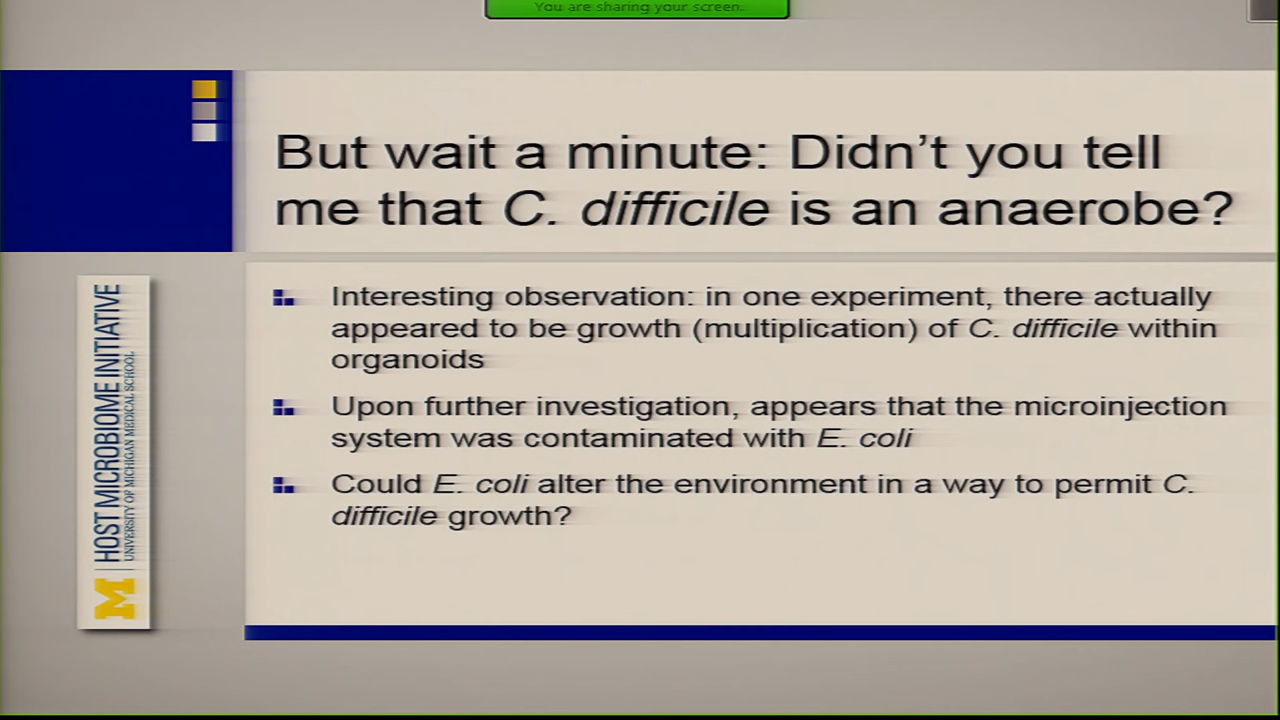 You are sharing your screen.
But wait a minute: Didn't you tell
me that C. difficile is an anaerobe?
Interesting observation: in one experiment, there actually
appeared to be growth (multiplication) of C. difficile within
organoids
Upon further investigation, appears that the microinjection
system was contaminated with E. coli
Could E. coli alter the environment in a way to permit C.
difficile growth?
M
HOST MICROBIOME INITIATIVE
UNIVERSITY OF MICHIGAN MEDICAL SCHOOL